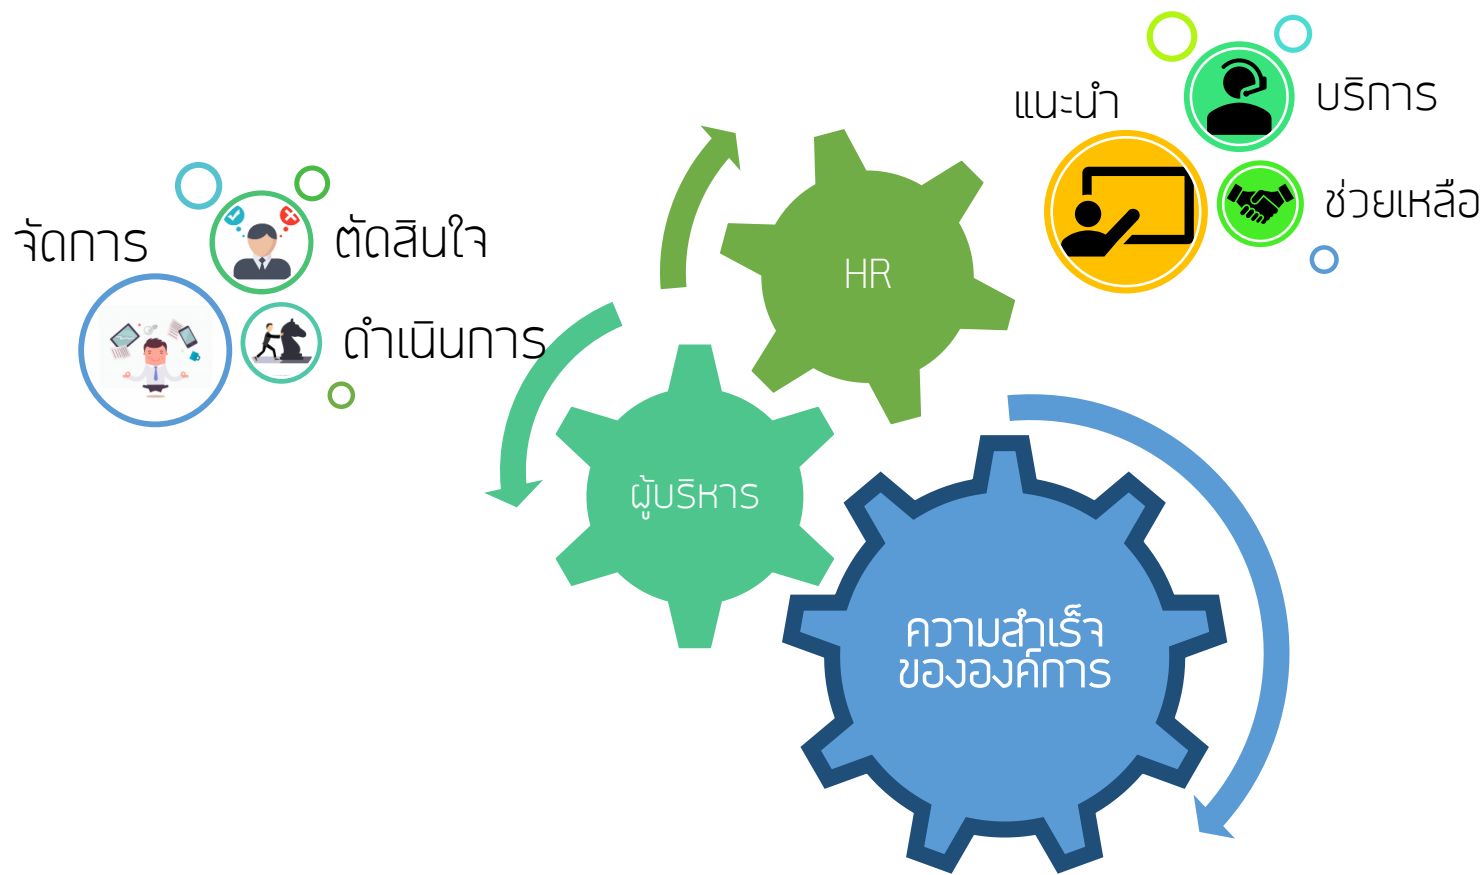 แนะนำ
บริการ
ช่วยเหลือ
จัดการ
ตัดสินใจ
ดำเนินการ
HR
ผู้บริหาร
ความสำเร็จ
ขององค์การ